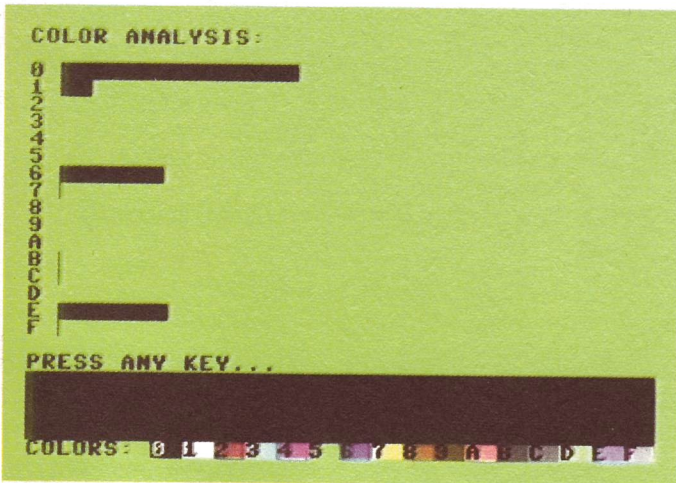 COLOR ANALYSIS:
0
1
2
3
4
5
6
7
8
9
A
B
C
D
E
F
PRESS ANY KEY...
COLORS: 0 1 2 3 4 5 6 7 8 9 A B C D E F